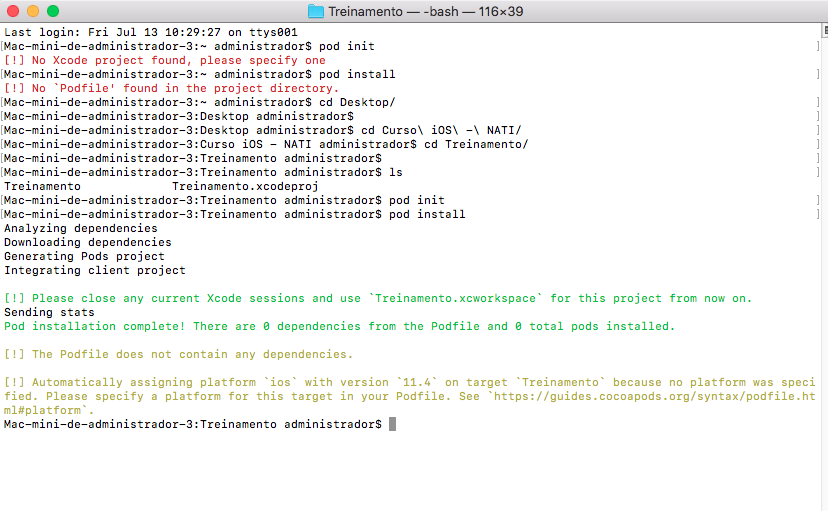 Treinamento — -bash — 116×39
Last login: Fri Jul 13 10:29:27 on ttys001
[Mac-mini-de-administrador-3:~ administrador$ pod init ]
[!] No Xcode project found, please specify one
[Mac-mini-de-administrador-3:~ administrador$ pod install ]
[!] No `Podfile' found in the project directory.
[Mac-mini-de-administrador-3:~ administrador$ cd Desktop/ ]
[Mac-mini-de-administrador-3:Desktop administrador$ ]
[Mac-mini-de-administrador-3:Desktop administrador$ cd Curso\ iOS\ -\ NATI/ ]
[Mac-mini-de-administrador-3:Curso iOS - NATI administrador$ cd Treinamento/ ]
[Mac-mini-de-administrador-3:Treinamento administrador$ ]
[Mac-mini-de-administrador-3:Treinamento administrador$ ls ]
Treinamento Treinamento.xcodeproj
[Mac-mini-de-administrador-3:Treinamento administrador$ pod init ]
[Mac-mini-de-administrador-3:Treinamento administrador$ pod install ]
Analyzing dependencies
Downloading dependencies
Generating Pods project
Integrating client project
[!] Please close any current Xcode sessions and use `Treinamento.xcworkspace` for this project from now on.
Sending stats
Pod installation complete! There are 0 dependencies from the Podfile and 0 total pods installed.
[!] The Podfile does not contain any dependencies.
[!] Automatically assigning platform `ios` with version `11.4` on target `Treinamento` because no platform was speci
fied. Please specify a platform for this target in your Podfile. See `https://guides.cocoapods.org/syntax/podfile.ht
ml#platform`.
Mac-mini-de-administrador-3:Treinamento administrador$